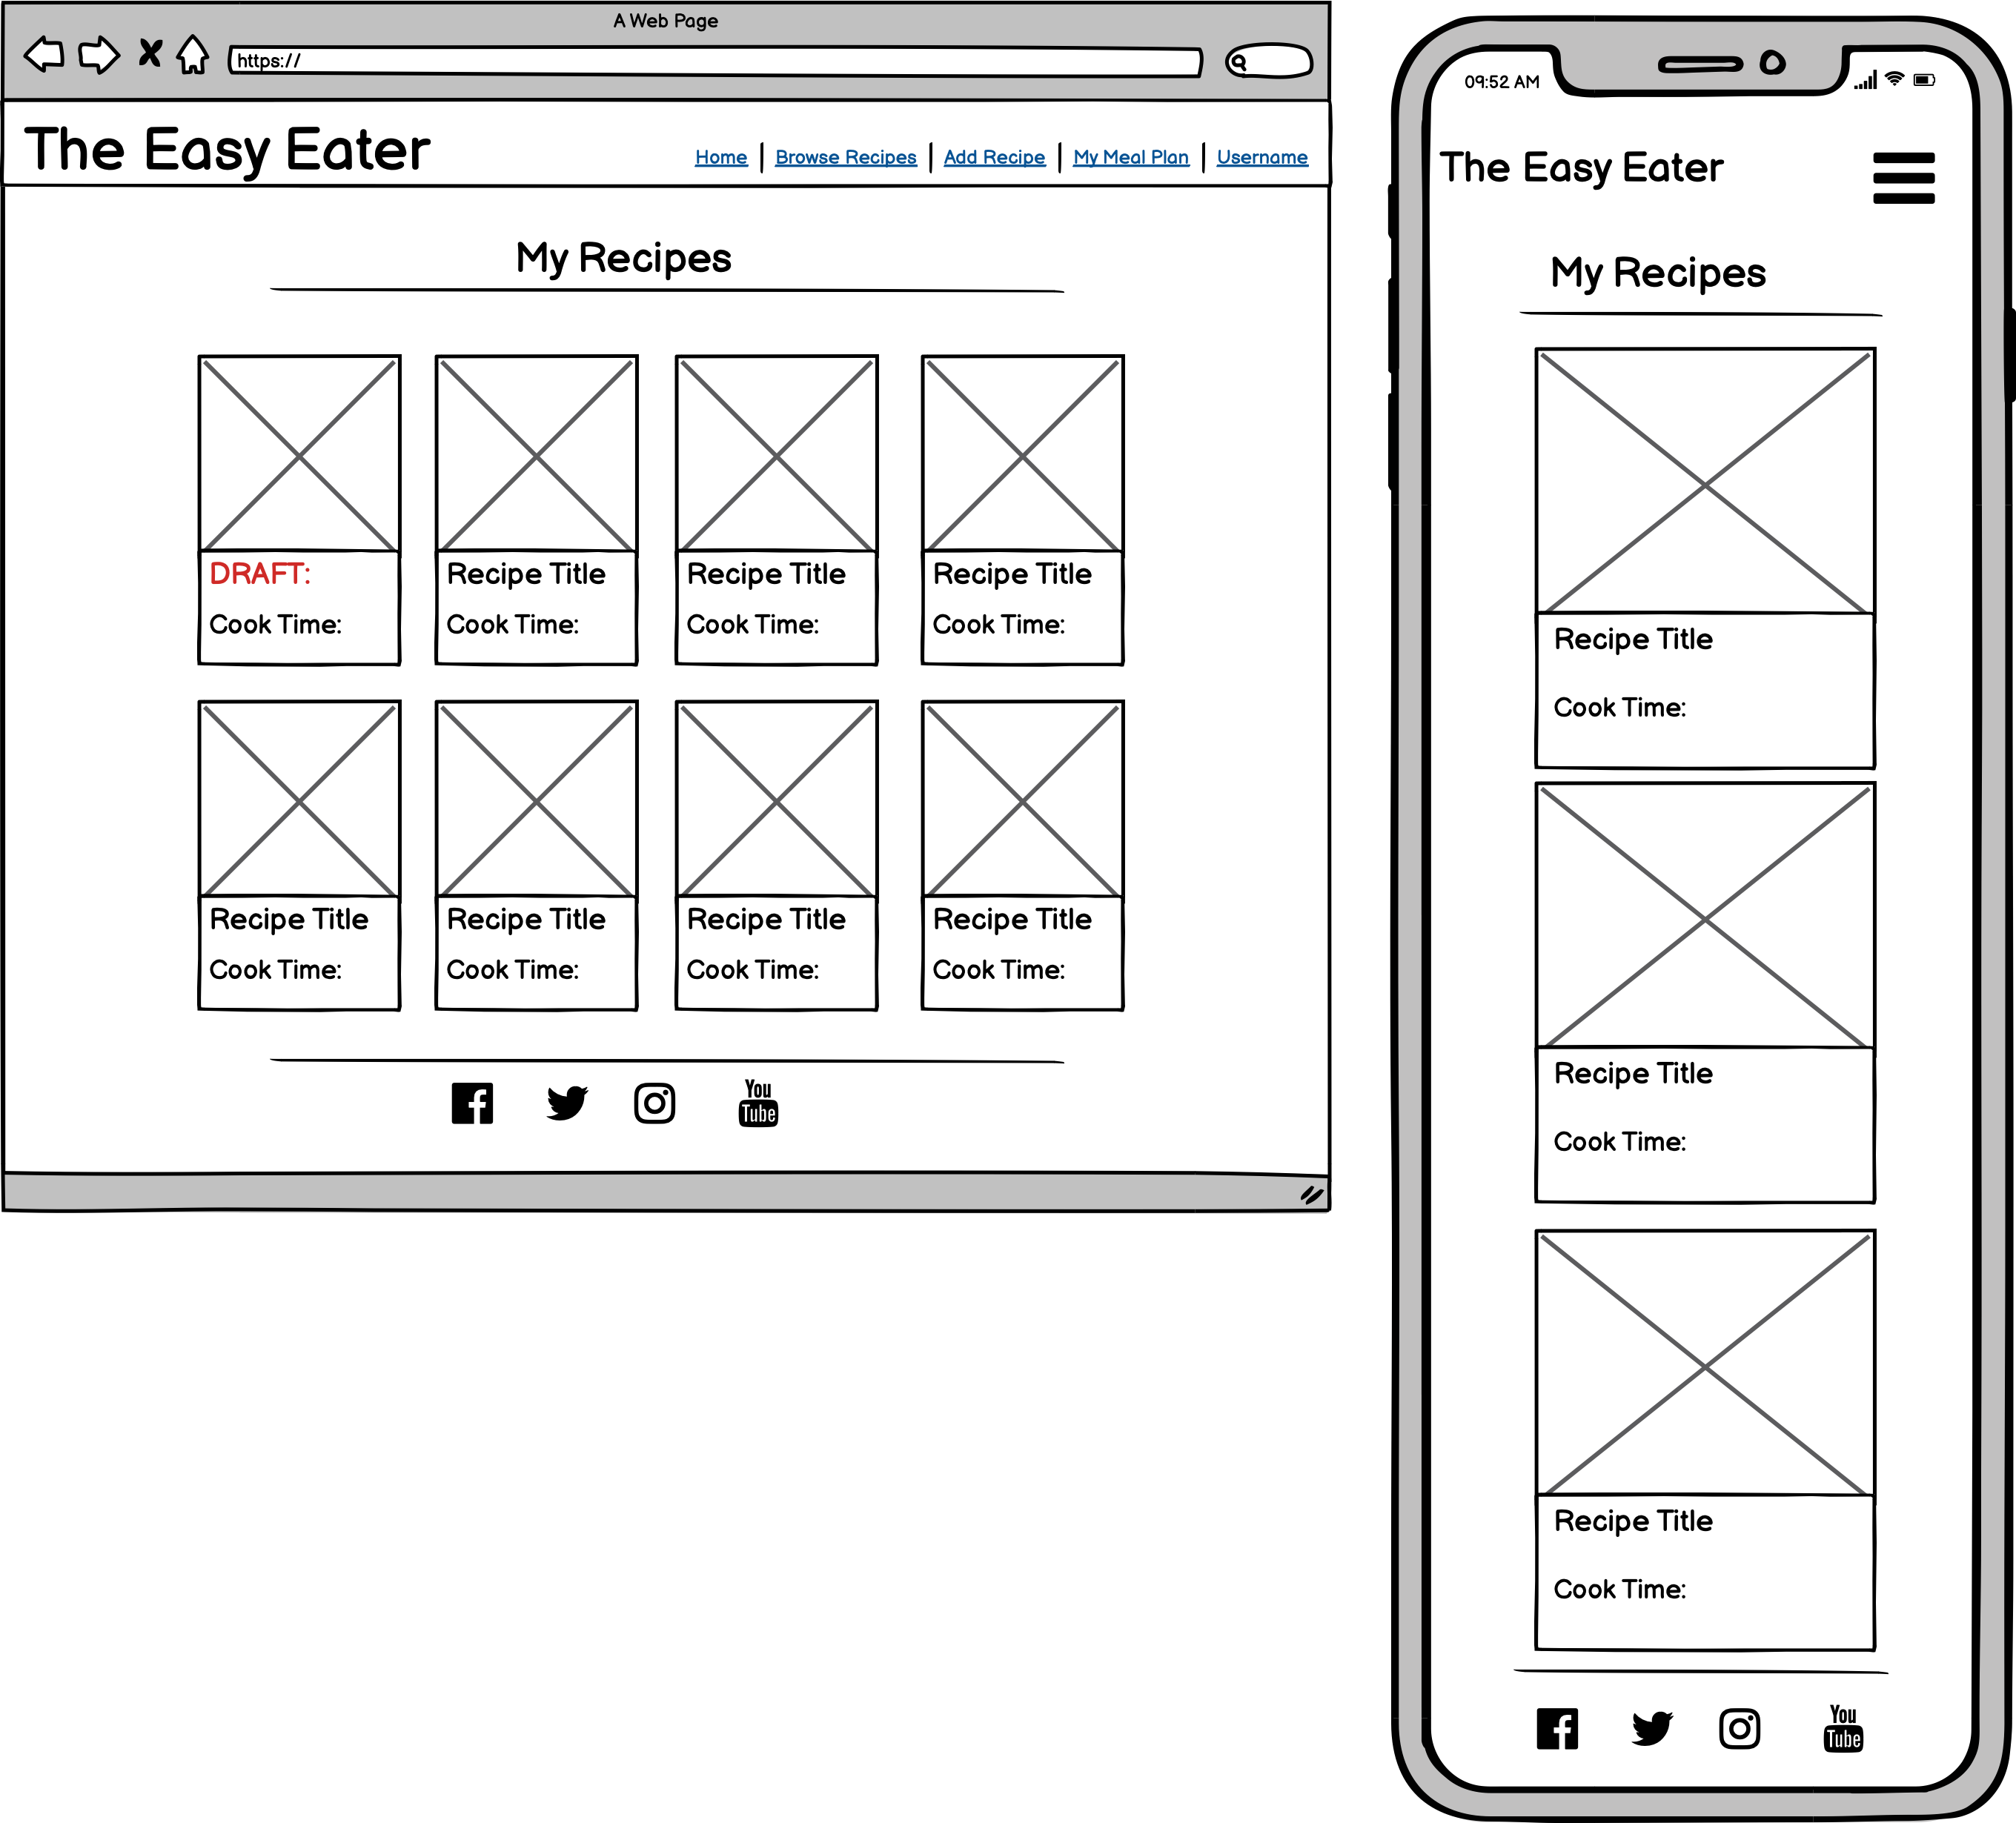 A Web Page
https://
The Easy Eater
Home | Browse Recipes | Add Recipe | My Meal Plan | Username
My Recipes
DRAFT: Recipe Title Recipe Title Recipe Title
Cook Time: Cook Time: Cook Time: Cook Time:
Recipe Title Recipe Title Recipe Title Recipe Title
Cook Time: Cook Time: Cook Time: Cook Time:
You
Tube
09:52 AM
The Easy Eater
My Recipes
Recipe Title
Cook Time:
Recipe Title
Cook Time:
Recipe Title
Cook Time:
You
Tube